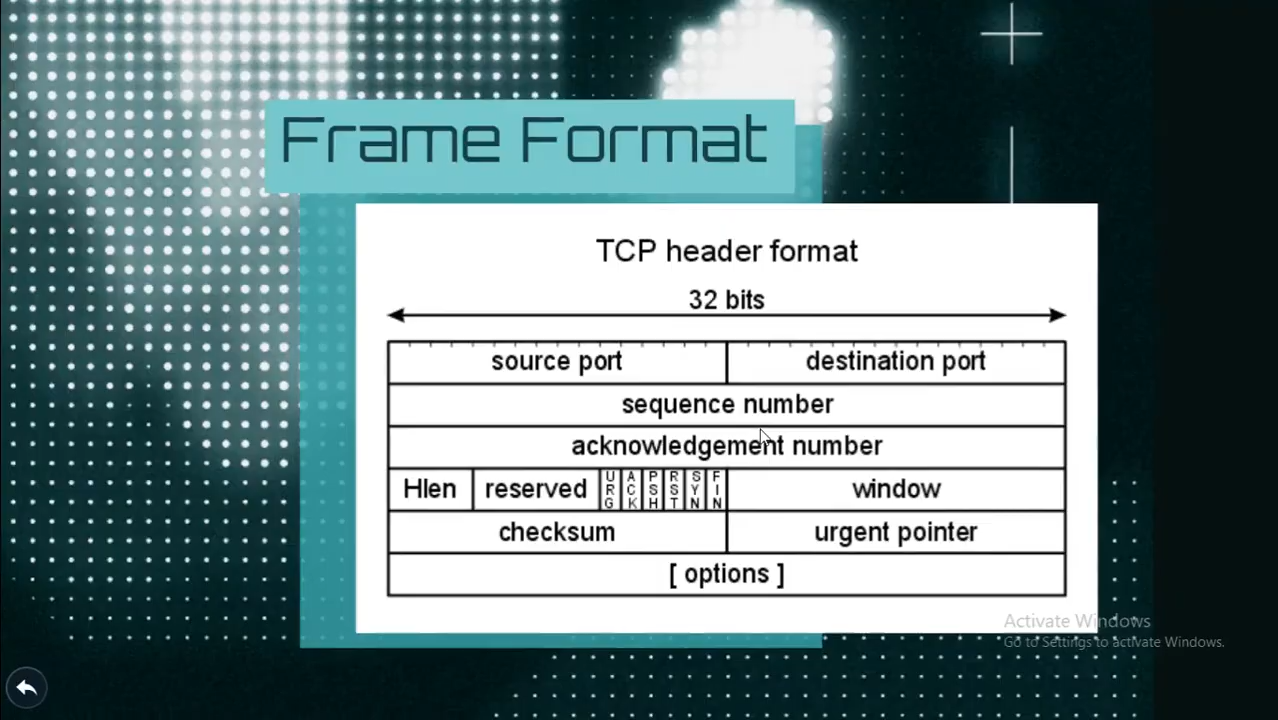 Frame Format
TCP header format
32 bits
source port destination port
sequence number
acknowledgement number
Hlen reserved URG ACK PSH RST SYN FIN window
checksum urgent pointer
[ options ]
Activate Windows
Go to Settings to activate Windows.